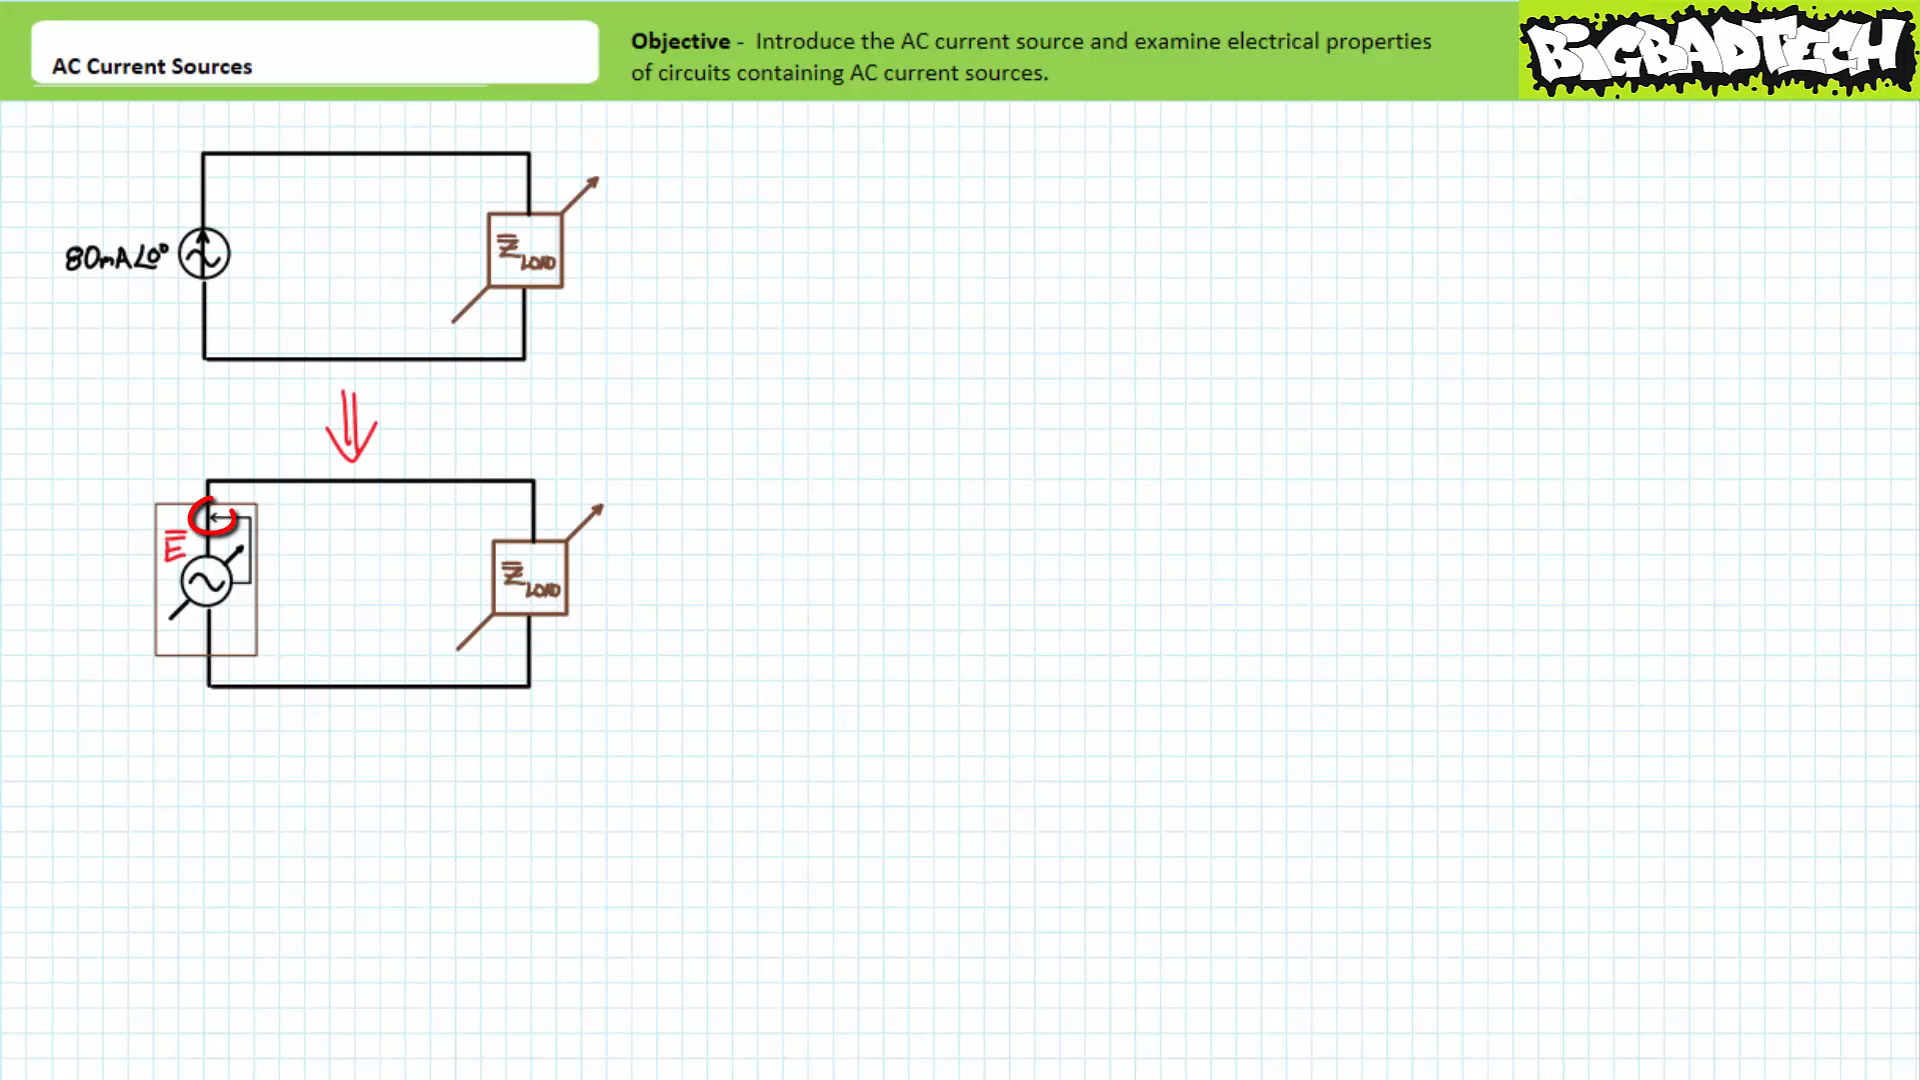 AC Current Sources
Objective - Introduce the AC current source and examine electrical properties
of circuits containing AC current sources.
BIGBADTECH
80mA∠0°
Z̅
LOAD
E̅
Z̅
LOAD